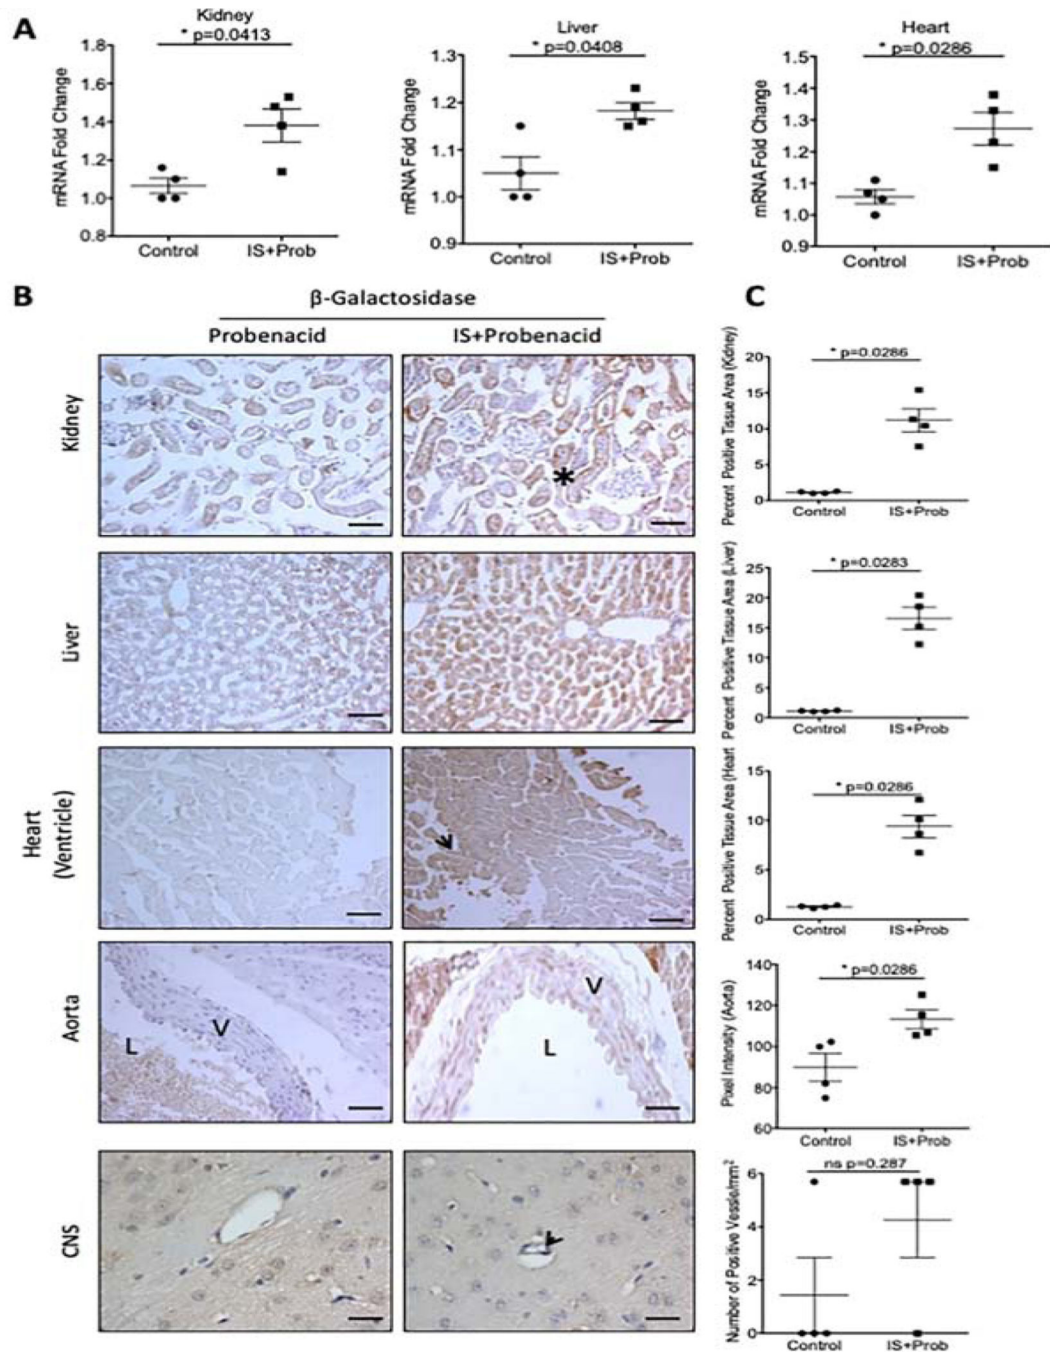 A
Kidney
* p=0.0413
mRNA Fold Change
1.8
1.6
1.4
1.2
1.0
0.8
Control
IS+Prob
Liver
* p=0.0408
mRNA Fold Change
1.3
1.2
1.1
1.0
0.9
Control
IS+Prob
Heart
* p=0.0286
mRNA Fold Change
1.5
1.4
1.3
1.2
1.1
1.0
0.9
Control
IS+Prob
B
β-Galactosidase
Probenacid
IS+Probenacid
Kidney
*
Liver
Heart
(Ventricle)
Aorta
L
V
V
L
CNS
C
Percent Positive Tissue Area (Kidney)
* p=0.0286
20
15
10
5
0
Control
IS+Prob
Percent Positive Tissue Area (Liver)
* p=0.0283
25
20
15
10
5
0
Control
IS+Prob
Percent Positive Tissue Area (Heart
* p=0.0286
15
10
5
0
Control
IS+Prob
Pixel Intensity (Aorta)
* p=0.0286
140
120
100
80
60
Control
IS+Prob
Number of Positive Vessle/mm²
ns p=0.287
6
4
2
0
Control
IS+Prob